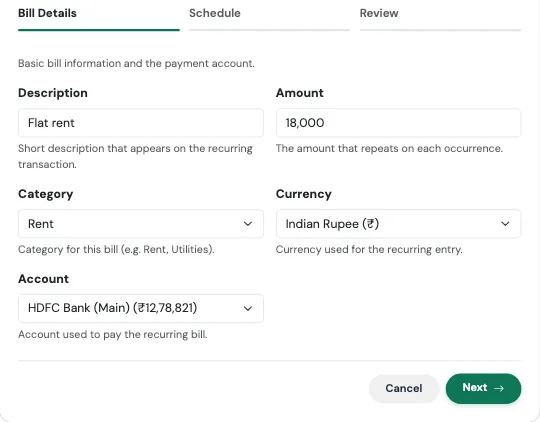 Bill Details
Schedule
Review
Basic bill information and the payment account.
Description
Amount
Flat rent
18,000
Short description that appears on the recurring
transaction.
The amount that repeats on each occurrence.
Category
Currency
Rent
Indian Rupee (₹)
Category for this bill (e.g. Rent, Utilities).
Currency used for the recurring entry.
Account
HDFC Bank (Main) (₹12,78,821)
Account used to pay the recurring bill.
Cancel
Next →